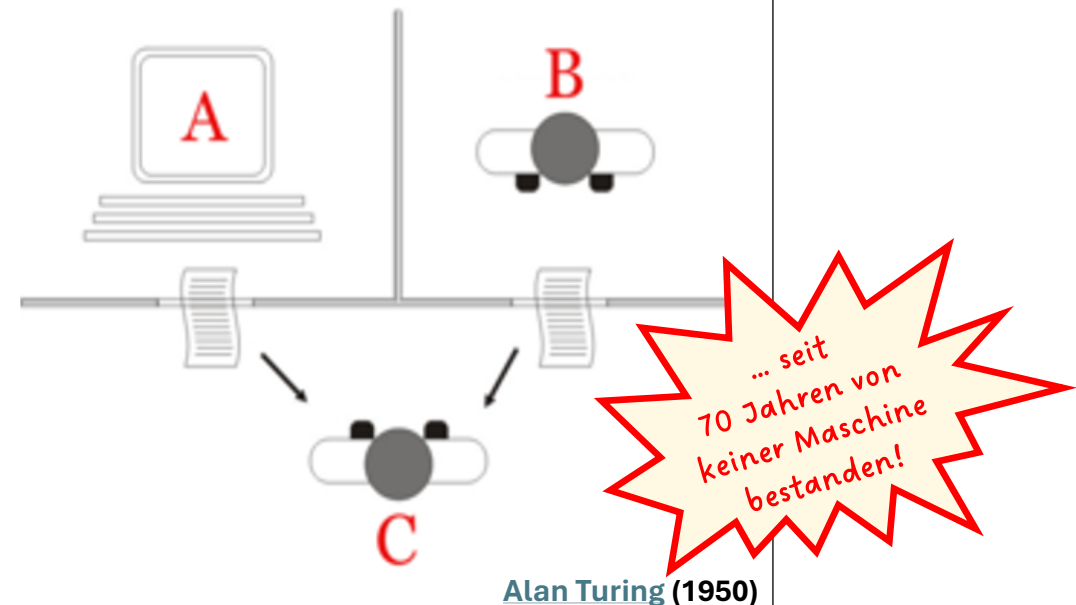 A
B
... seit
70 Jahren von
keiner Maschine
bestanden!
C
Alan Turing (1950)